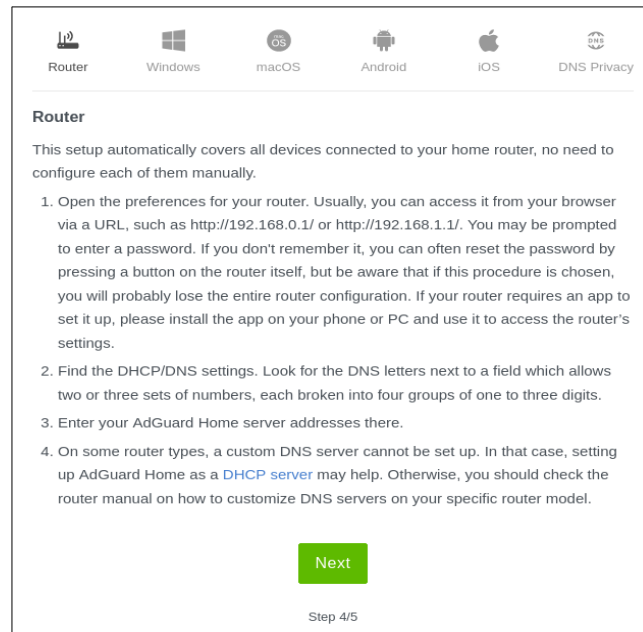 Router
Windows
macOS
Android
iOS
DNS
DNS Privacy
Router
This setup automatically covers all devices connected to your home router, no need to
configure each of them manually.
1. Open the preferences for your router. Usually, you can access it from your browser
via a URL, such as http://192.168.0.1/ or http://192.168.1.1/. You may be prompted
to enter a password. If you don't remember it, you can often reset the password by
pressing a button on the router itself, but be aware that if this procedure is chosen,
you will probably lose the entire router configuration. If your router requires an app to
set it up, please install the app on your phone or PC and use it to access the router’s
settings.
2. Find the DHCP/DNS settings. Look for the DNS letters next to a field which allows
two or three sets of numbers, each broken into four groups of one to three digits.
3. Enter your AdGuard Home server addresses there.
4. On some router types, a custom DNS server cannot be set up. In that case, setting
up AdGuard Home as a DHCP server may help. Otherwise, you should check the
router manual on how to customize DNS servers on your specific router model.
Next
Step 4/5